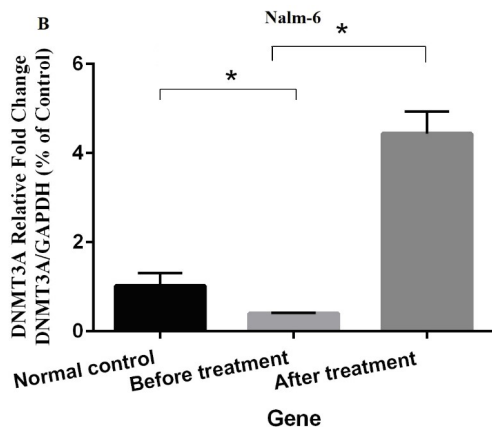 B
Nalm-6
DNMT3A Relative Fold Change
DNMT3A/GAPDH (% of Control)
6
4
2
0
*
*
Normal control
Before treatment
After treatment
Gene